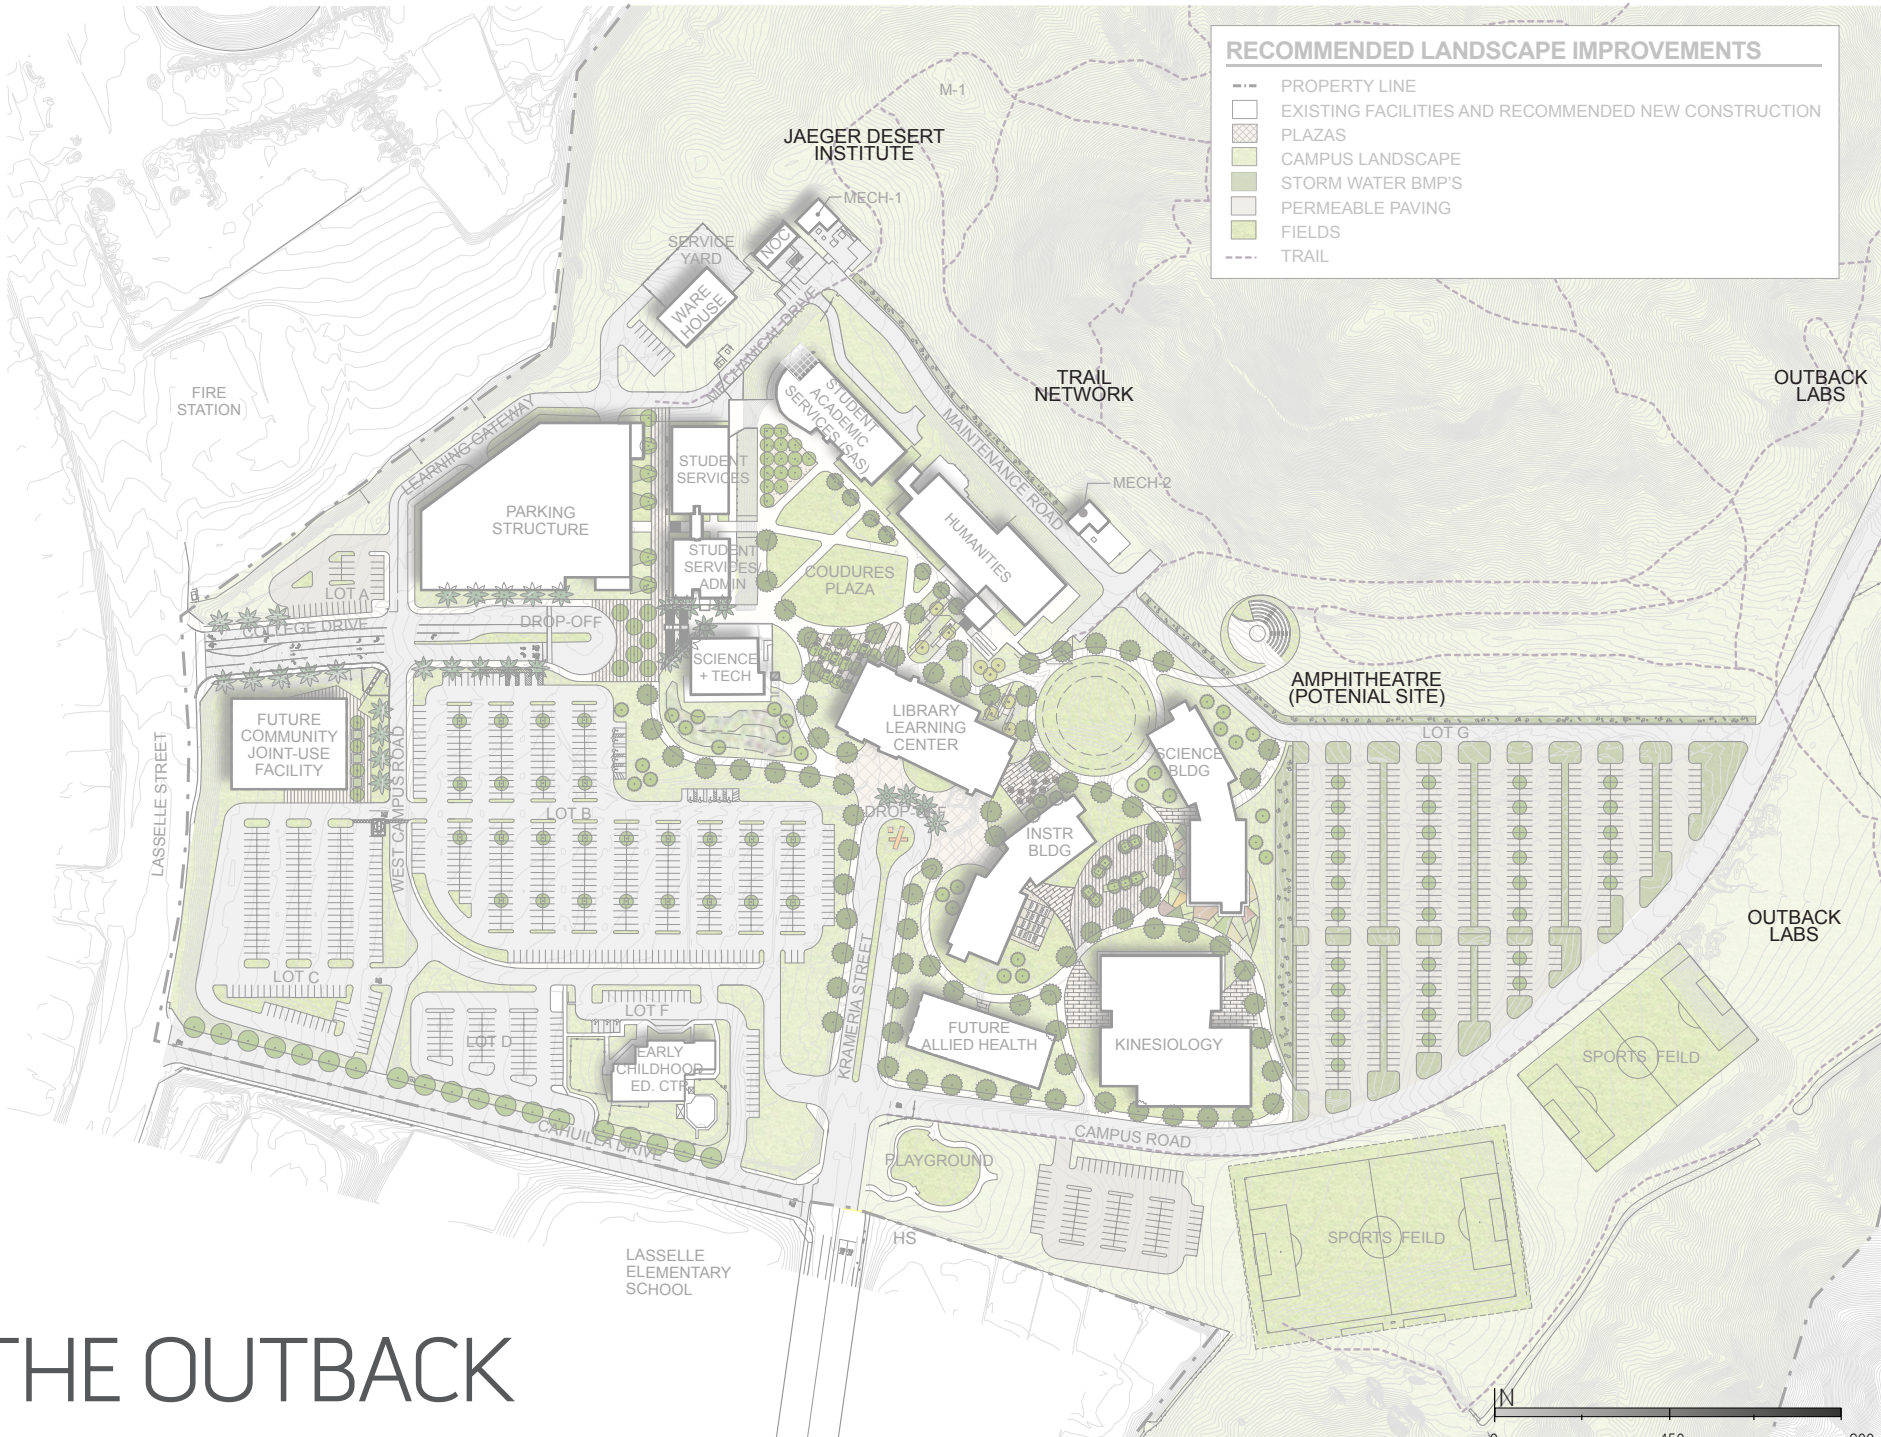 RECOMMENDED LANDSCAPE IMPROVEMENTS
PROPERTY LINE
EXISTING FACILITIES AND RECOMMENDED NEW CONSTRUCTION
PLAZAS
CAMPUS LANDSCAPE
STORM WATER BMP'S
PERMEABLE PAVING
FIELDS
TRAIL
M-1
JAEGER DESERT
INSTITUTE
MECH-1
SERVICE
YARD
NOC
WARE
HOUSE
MECHANICAL DRIVE
FIRE
STATION
LEARNING GATEWAY
TRAIL
NETWORK
OUTBACK
LABS
STUDENT
ACADEMIC
SERVICES (SAS)
MAINTENANCE ROAD
MECH-2
STUDENT
SERVICES
PARKING
STRUCTURE
HUMANITIES
STUDENT
SERVICES/
ADMIN
COUDURES
PLAZA
LOT A
COLLEGE DRIVE
DROP-OFF
SCIENCE
+ TECH
AMPHITHEATRE
(POTENIAL SITE)
LIBRARY
LEARNING
CENTER
FUTURE
COMMUNITY
JOINT-USE
FACILITY
LASSELLE STREET
WEST CAMPUS ROAD
LOT G
SCIENCE
BLDG
LOT B
DROP-OFF
INSTR
BLDG
OUTBACK
LABS
LOT C
KRAMERIA STREET
LOT F
LOT D
EARLY
CHILDHOOD
ED. CTR
FUTURE
ALLIED HEALTH
KINESIOLOGY
SPORTS FEILD
CAHUILLA DRIVE
CAMPUS ROAD
PLAYGROUND
SPORTS FEILD
HS
LASSELLE
ELEMENTARY
SCHOOL
THE OUTBACK
N